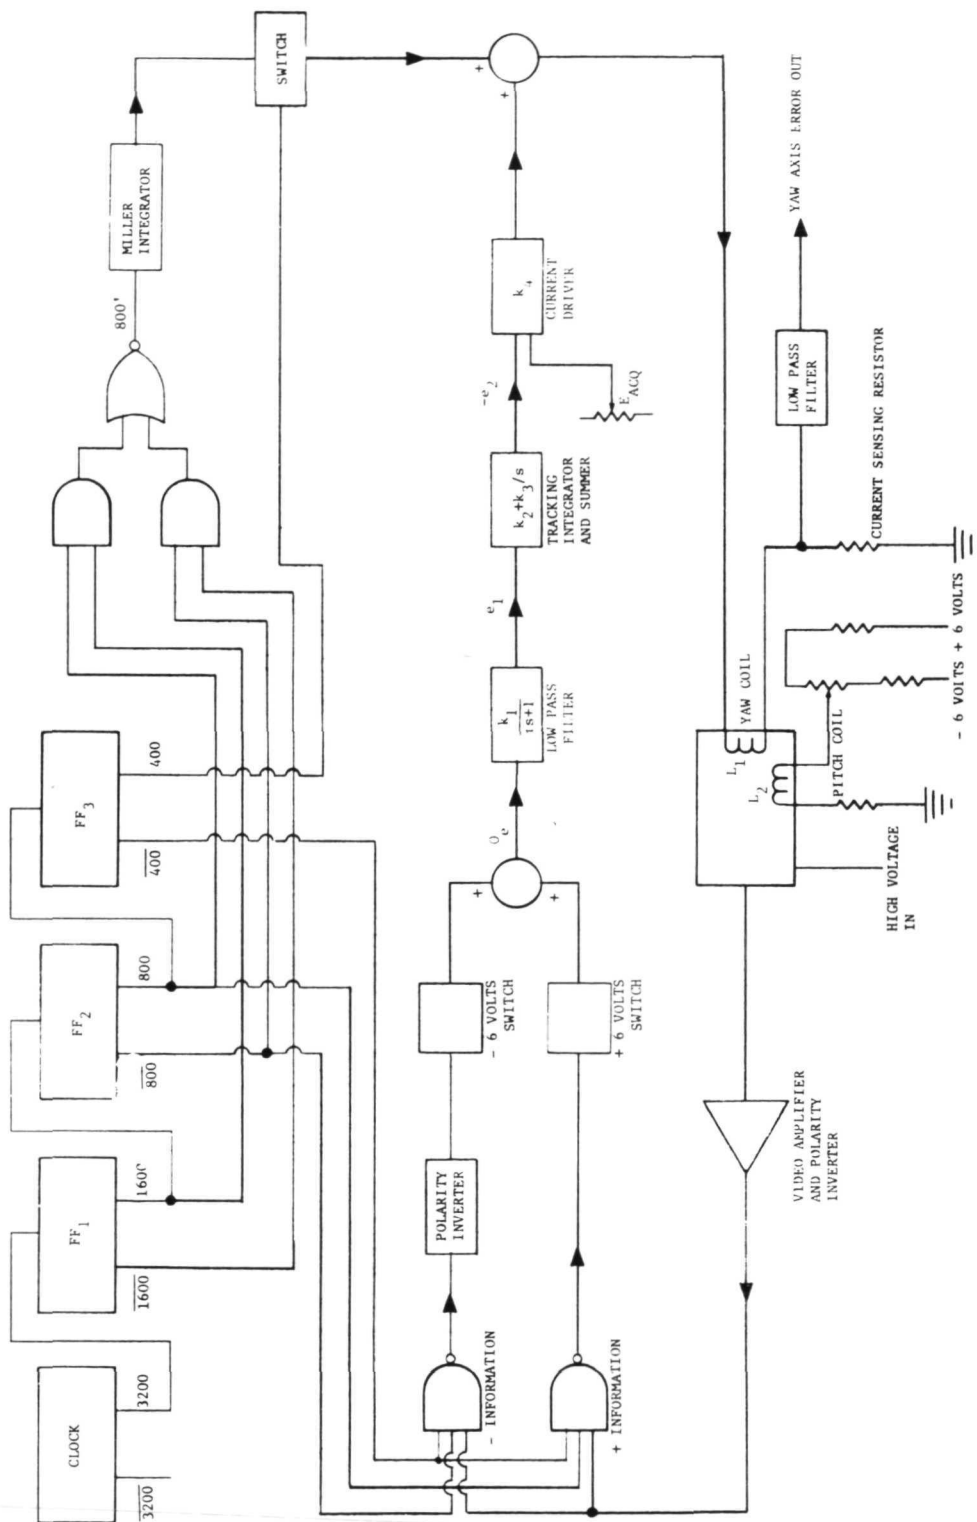 CLOCK
3200
3200
FF1
1600
1600
FF2
800
800
FF3
400
400
800'
MILLER
INTEGRATOR
SWITCH
- INFORMATION
POLARITY
INVERTER
- 6 VOLTS
SWITCH
+ INFORMATION
+ 6 VOLTS
SWITCH
+
+
k1
τs+1
LOW PASS
FILTER
e1
k2+k3/s
TRACKING
INTEGRATOR
AND SUMMER
-e2
EACQ
k4
CURRENT
DRIVER
+
+
VIDEO AMPLIFIER
AND POLARITY
INVERTER
HIGH VOLTAGE
IN
L1
YAW COIL
L2
PITCH COIL
- 6 VOLTS + 6 VOLTS
CURRENT SENSING RESISTOR
LOW PASS
FILTER
YAW AXIS ERROR OUT